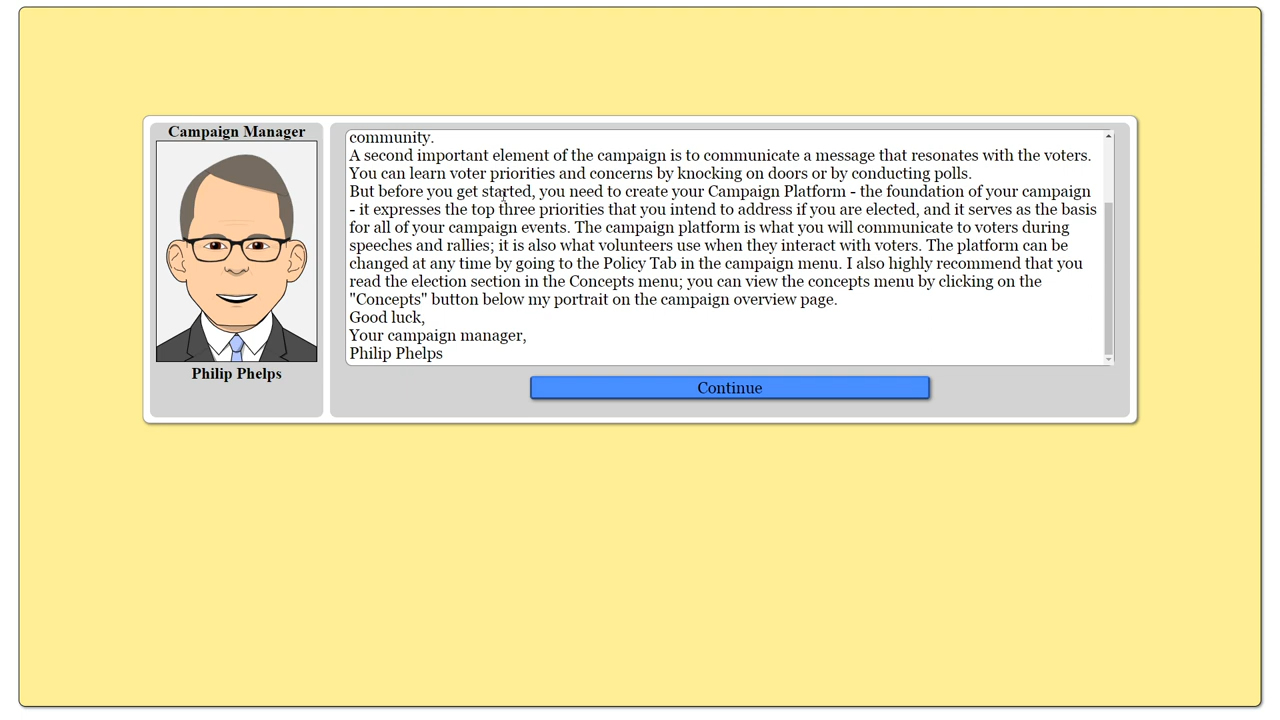 Campaign Manager
Philip Phelps
community.
A second important element of the campaign is to communicate a message that resonates with the voters.
You can learn voter priorities and concerns by knocking on doors or by conducting polls.
But before you get started, you need to create your Campaign Platform - the foundation of your campaign
- it expresses the top three priorities that you intend to address if you are elected, and it serves as the basis
for all of your campaign events. The campaign platform is what you will communicate to voters during
speeches and rallies; it is also what volunteers use when they interact with voters. The platform can be
changed at any time by going to the Policy Tab in the campaign menu. I also highly recommend that you
read the election section in the Concepts menu; you can view the concepts menu by clicking on the
"Concepts" button below my portrait on the campaign overview page.
Good luck,
Your campaign manager,
Philip Phelps
Continue